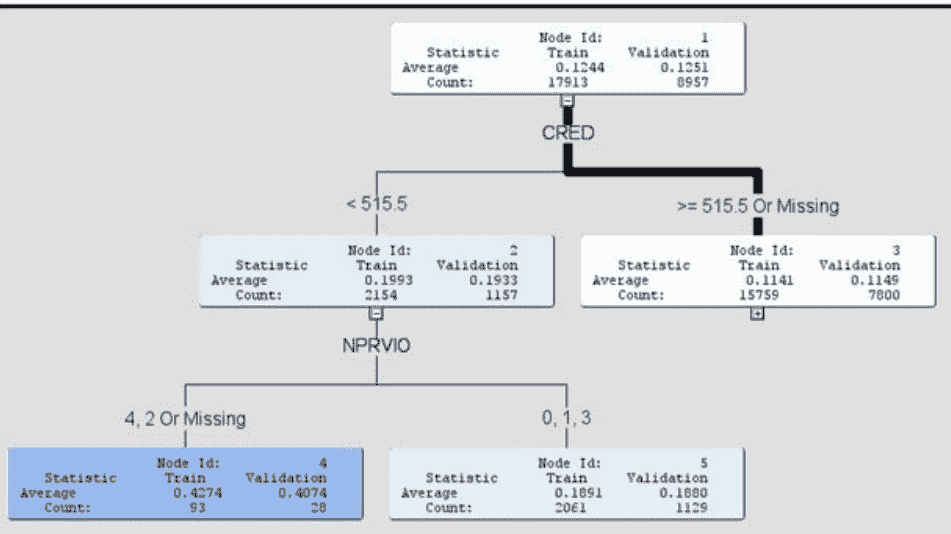 Node Id: 1
Statistic Train Validation
Average 0.1244 0.1251
Count: 17913 8957
CRED
< 515.5
>= 515.5 Or Missing
Node Id: 2
Statistic Train Validation
Average 0.1993 0.1933
Count: 2154 1157
Node Id: 3
Statistic Train Validation
Average 0.1141 0.1149
Count: 15759 7800
NPRVIO
4, 2 Or Missing
0, 1, 3
Node Id: 4
Statistic Train Validation
Average 0.4274 0.4074
Count: 93 28
Node Id: 5
Statistic Train Validation
Average 0.1891 0.1880
Count: 2061 1129